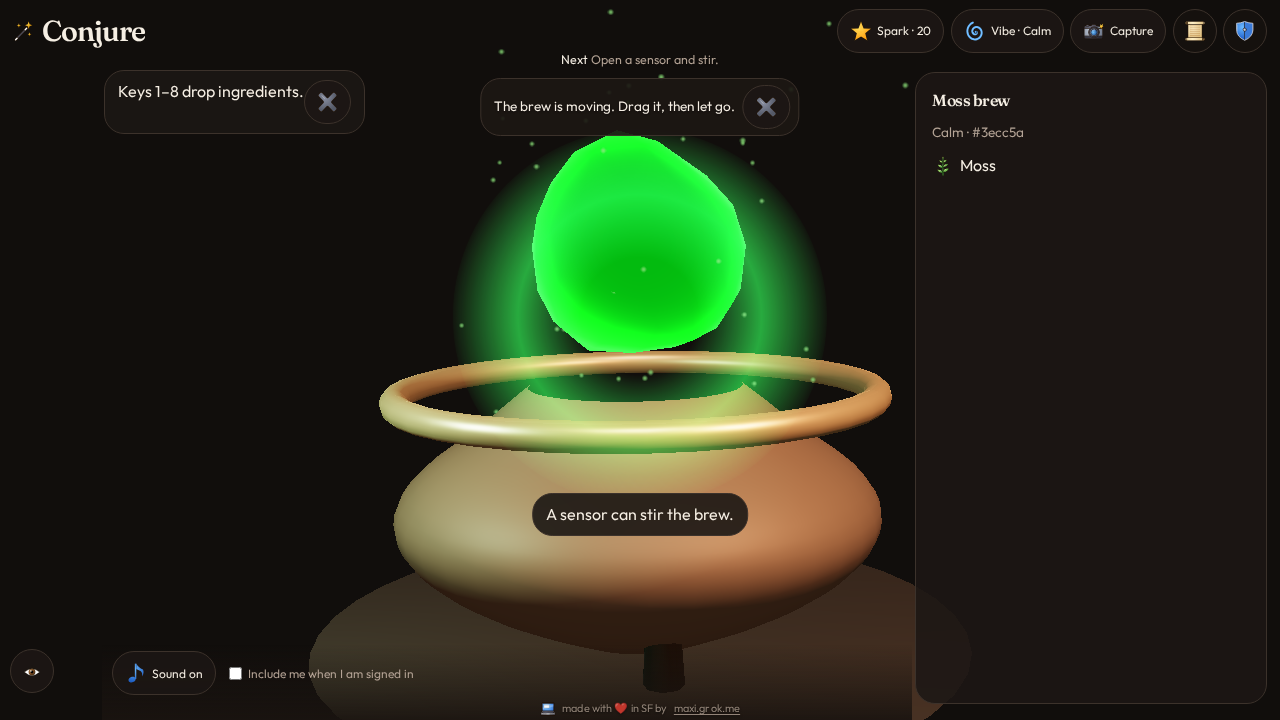 Conjure
Spark · 20
Vibe · Calm
Capture
Next Open a sensor and stir.
Keys 1–8 drop ingredients.
The brew is moving. Drag it, then let go.
Moss brew
Calm · #3ecc5a
Moss
A sensor can stir the brew.
Sound on
Include me when I am signed in
made with ❤️ in SF by maxi.grok.me